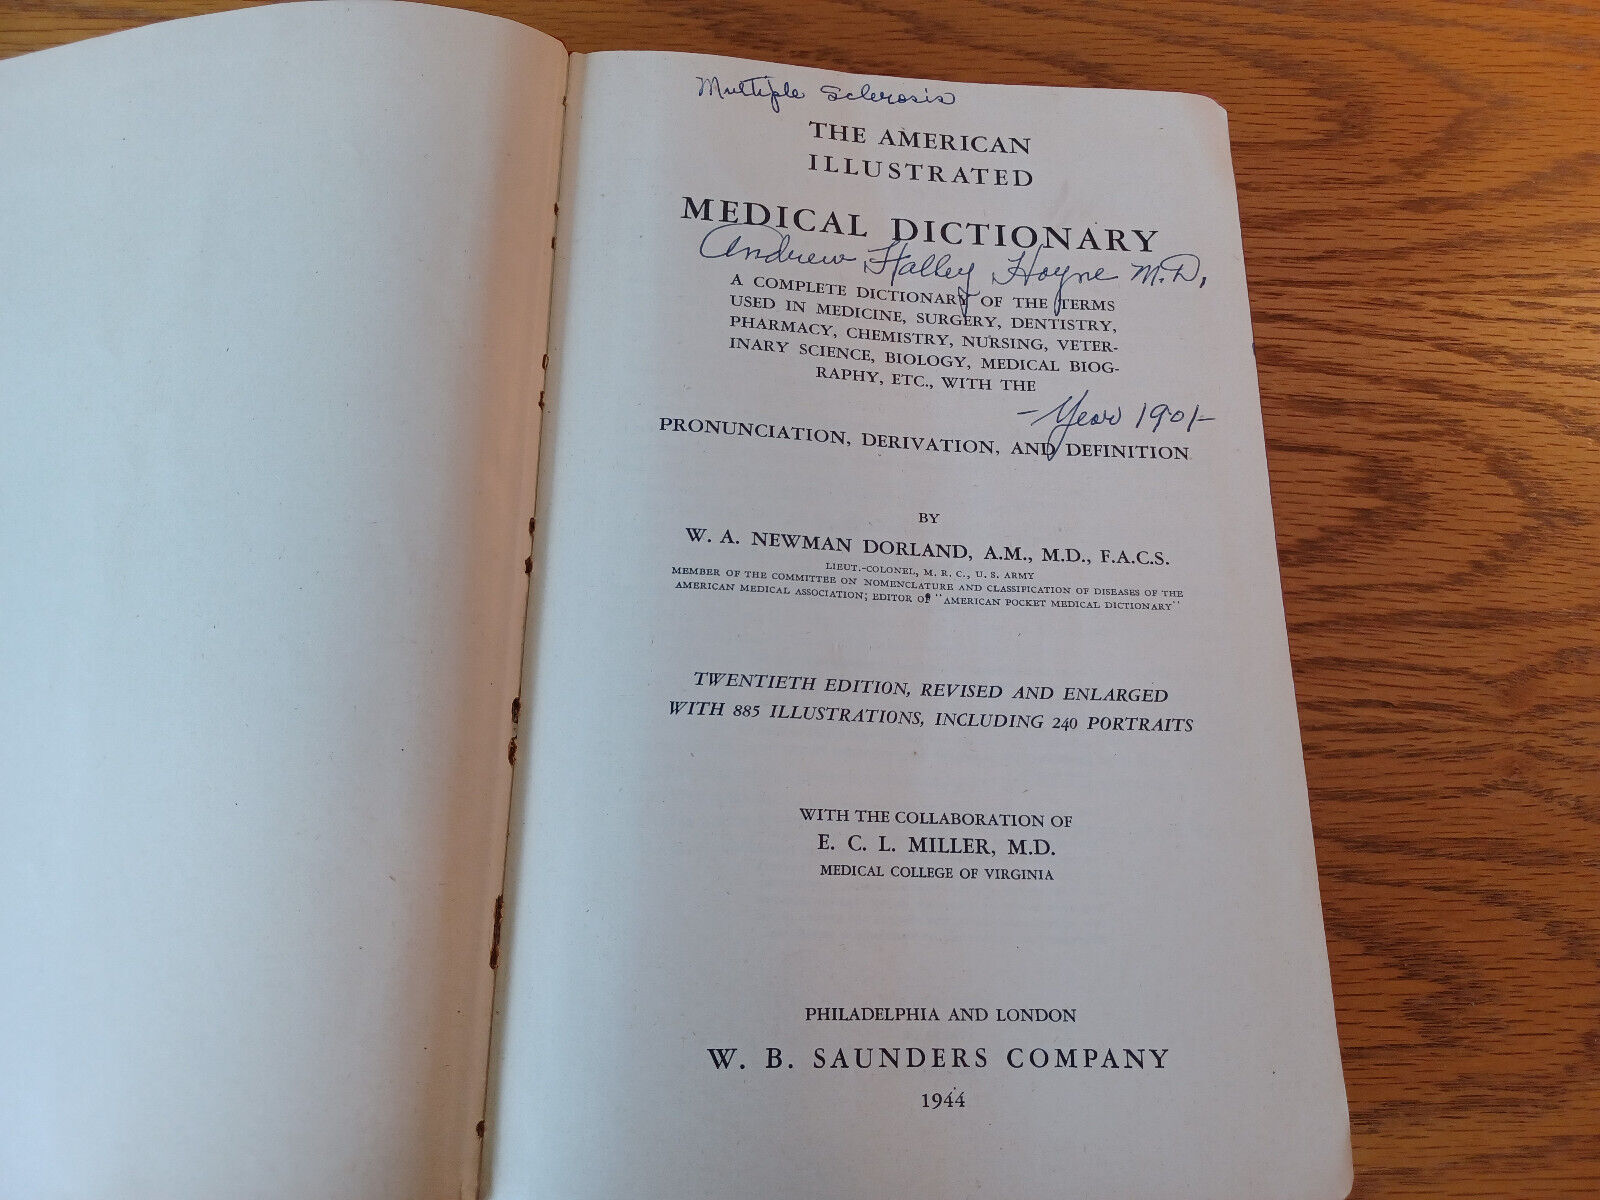 Multiple Sclerosis
THE AMERICAN
ILLUSTRATED
MEDICAL DICTIONARY
Andrew Halley Hoyne M.D.
A COMPLETE DICTIONARY OF THE TERMS
USED IN MEDICINE, SURGERY, DENTISTRY,
PHARMACY, CHEMISTRY, NURSING, VETER-
INARY SCIENCE, BIOLOGY, MEDICAL BIOG-
RAPHY, ETC., WITH THE
-Year 1901-
PRONUNCIATION, DERIVATION, AND DEFINITION
BY
W. A. NEWMAN DORLAND, A.M., M.D., F.A.C.S.
LIEUT.-COLONEL, M. R. C., U. S. ARMY
MEMBER OF THE COMMITTEE ON NOMENCLATURE AND CLASSIFICATION OF DISEASES OF THE
AMERICAN MEDICAL ASSOCIATION; EDITOR OF "AMERICAN POCKET MEDICAL DICTIONARY"
TWENTIETH EDITION, REVISED AND ENLARGED
WITH 885 ILLUSTRATIONS, INCLUDING 240 PORTRAITS
WITH THE COLLABORATION OF
E. C. L. MILLER, M.D.
MEDICAL COLLEGE OF VIRGINIA
PHILADELPHIA AND LONDON
W. B. SAUNDERS COMPANY
1944